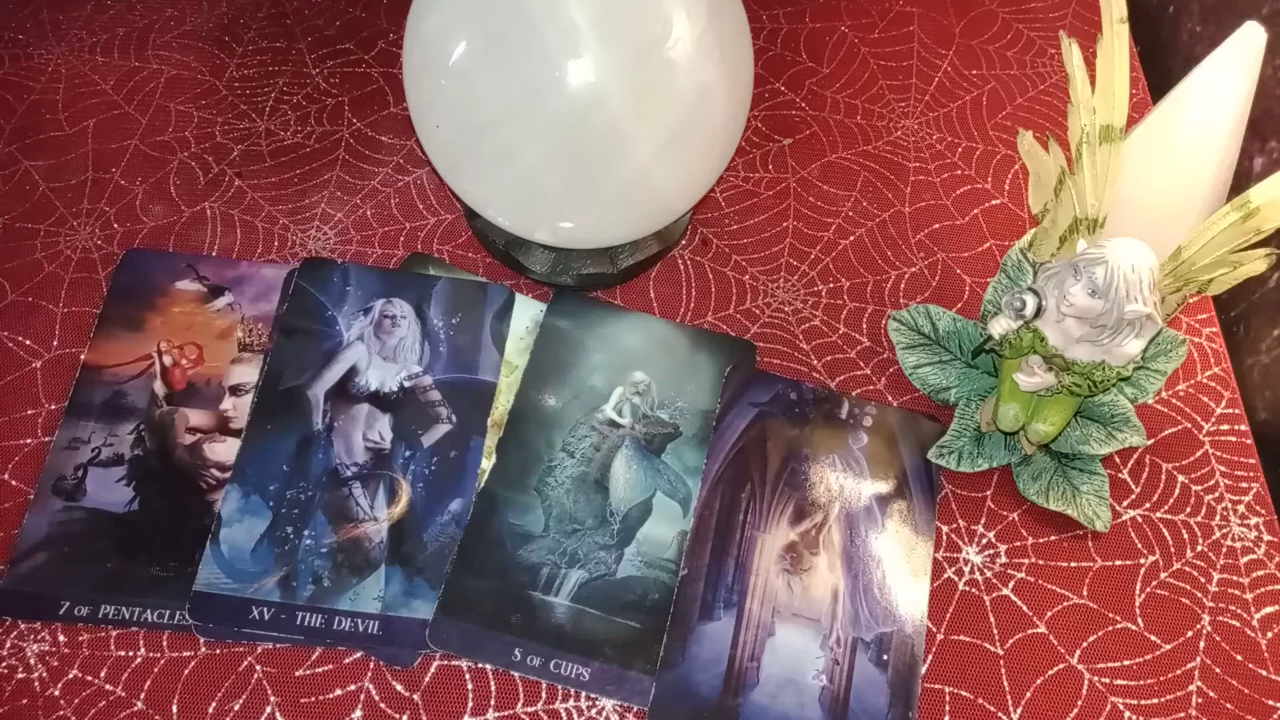 7 OF PENTACLES
XV - THE DEVIL
5 OF CUPS